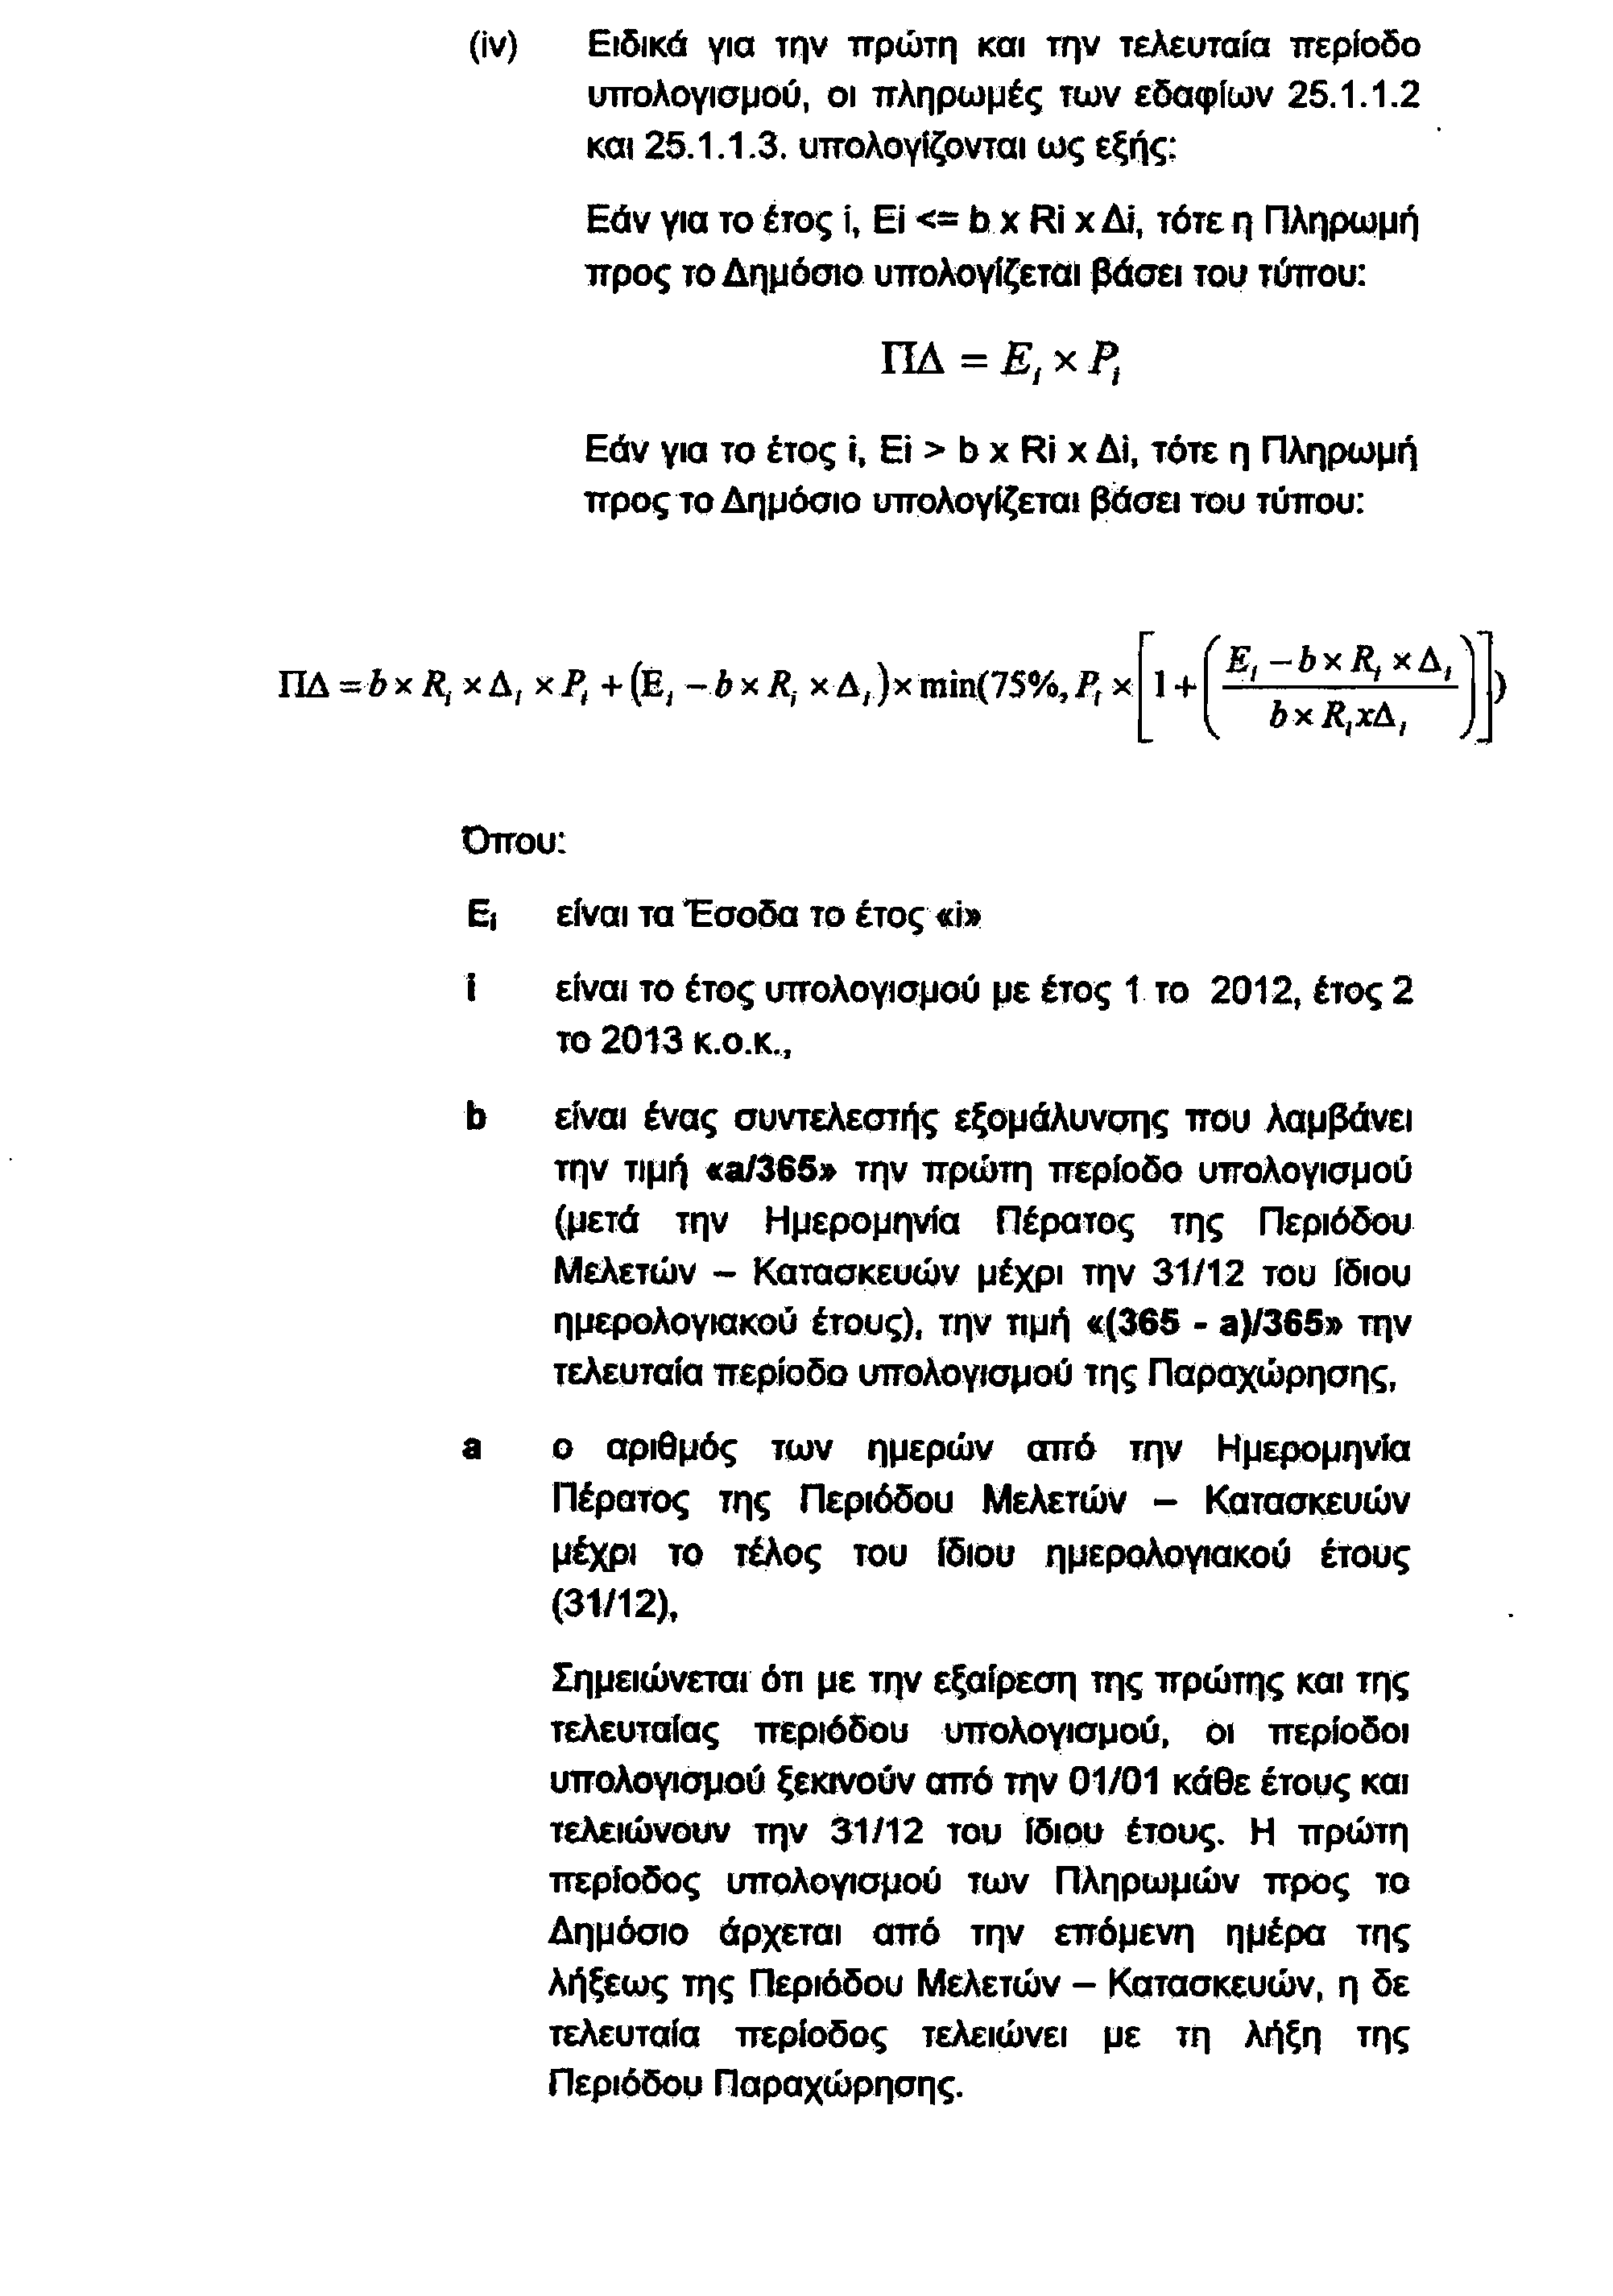 (iv) Ειδικά για την πρώτη και την τελευταία περίοδο
υπολογισμού, οι πληρωμές των εδαφίων 25.1.1.2
και 25.1.1.3. υπολογίζονται ως εξής:
Εάν για το έτος i, Ei <= b x Ri x Δi, τότε η Πληρωμή
προς το Δημόσιο υπολογίζεται βάσει του τύπου:
ΠΔ = E_i × P_i
Εάν για το έτος i, Ei > b x Ri x Δi, τότε η Πληρωμή
προς το Δημόσιο υπολογίζεται βάσει του τύπου:
ΠΔ = b × R_i × Δ_i × P_i + (E_i − b × R_i × Δ_i) × min(75%, P_i × [1 + ((E_i − b × R_i × Δ_i) / (b × R_i x Δ_i))])
Όπου:
E_i είναι τα Έσοδα το έτος «i»
i είναι το έτος υπολογισμού με έτος 1 το 2012, έτος 2
το 2013 κ.ο.κ.,
b είναι ένας συντελεστής εξομάλυνσης που λαμβάνει
την τιμή «a/365» την πρώτη περίοδο υπολογισμού
(μετά την Ημερομηνία Πέρατος της Περιόδου
Μελετών – Κατασκευών μέχρι την 31/12 του ίδιου
ημερολογιακού έτους), την τιμή «(365 - a)/365» την
τελευταία περίοδο υπολογισμού της Παραχώρησης,
a ο αριθμός των ημερών από την Ημερομηνία
Πέρατος της Περιόδου Μελετών – Κατασκευών
μέχρι το τέλος του ίδιου ημερολογιακού έτους
(31/12),
Σημειώνεται ότι με την εξαίρεση της πρώτης και της
τελευταίας περιόδου υπολογισμού, οι περίοδοι
υπολογισμού ξεκινούν από την 01/01 κάθε έτους και
τελειώνουν την 31/12 του ίδιου έτους. Η πρώτη
περίοδος υπολογισμού των Πληρωμών προς το
Δημόσιο άρχεται από την επόμενη ημέρα της
λήξεως της Περιόδου Μελετών – Κατασκευών, η δε
τελευταία περίοδος τελειώνει με τη λήξη της
Περιόδου Παραχώρησης.